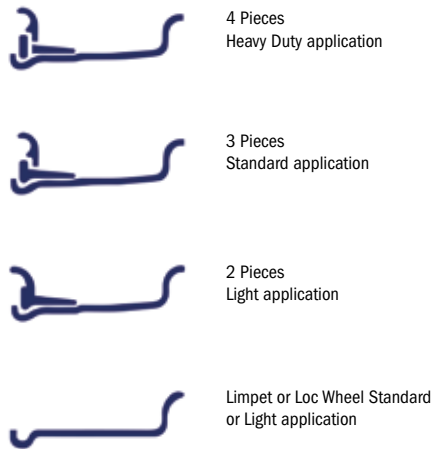 4 Pieces
Heavy Duty application
3 Pieces
Standard application
2 Pieces
Light application
Limpet or Loc Wheel Standard
or Light application